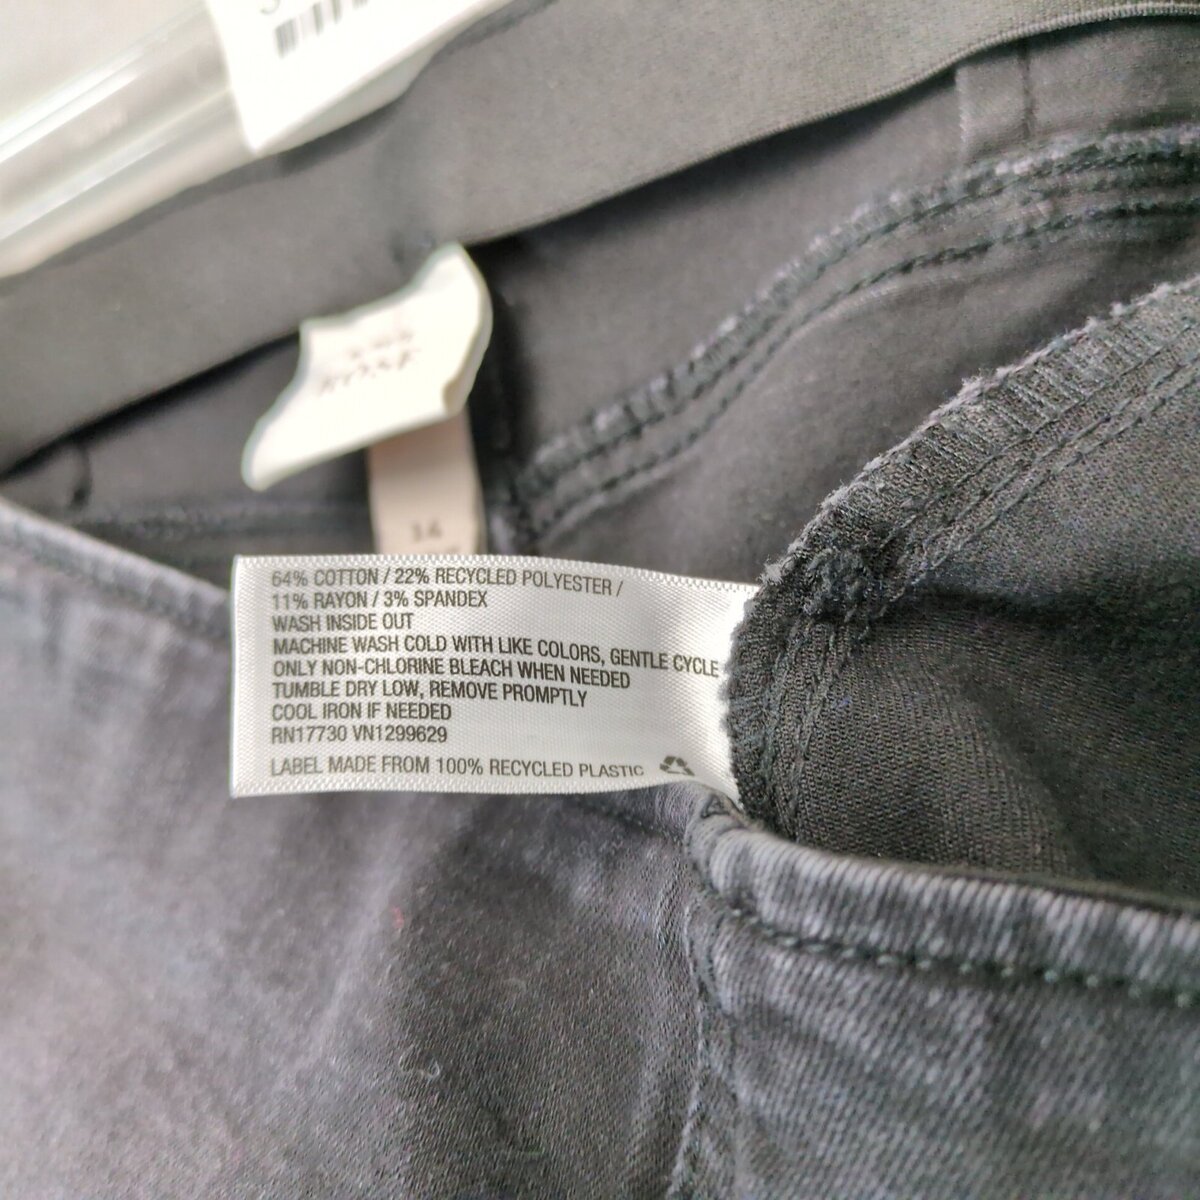 14
64% COTTON / 22% RECYCLED POLYESTER /
11% RAYON / 3% SPANDEX
WASH INSIDE OUT
MACHINE WASH COLD WITH LIKE COLORS, GENTLE CYCLE
ONLY NON-CHLORINE BLEACH WHEN NEEDED
TUMBLE DRY LOW, REMOVE PROMPTLY
COOL IRON IF NEEDED
RN17730 VN1299629
LABEL MADE FROM 100% RECYCLED PLASTIC